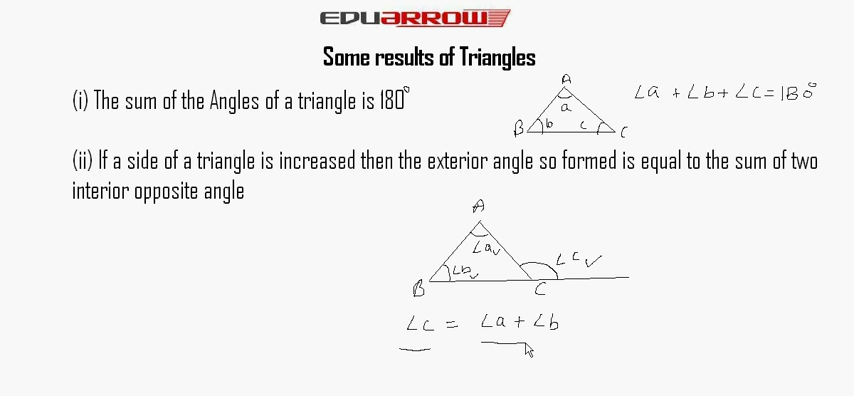 EDUARROW
Some results of Triangles
(i) The sum of the Angles of a triangle is 180°
A
a
B b c C
∠a + ∠b + ∠c = 180°
(ii) If a side of a triangle is increased then the exterior angle so formed is equal to the sum of two
interior opposite angle
A
∠a ✓
∠b ✓
∠c ✓
B C
∠c = ∠a + ∠b